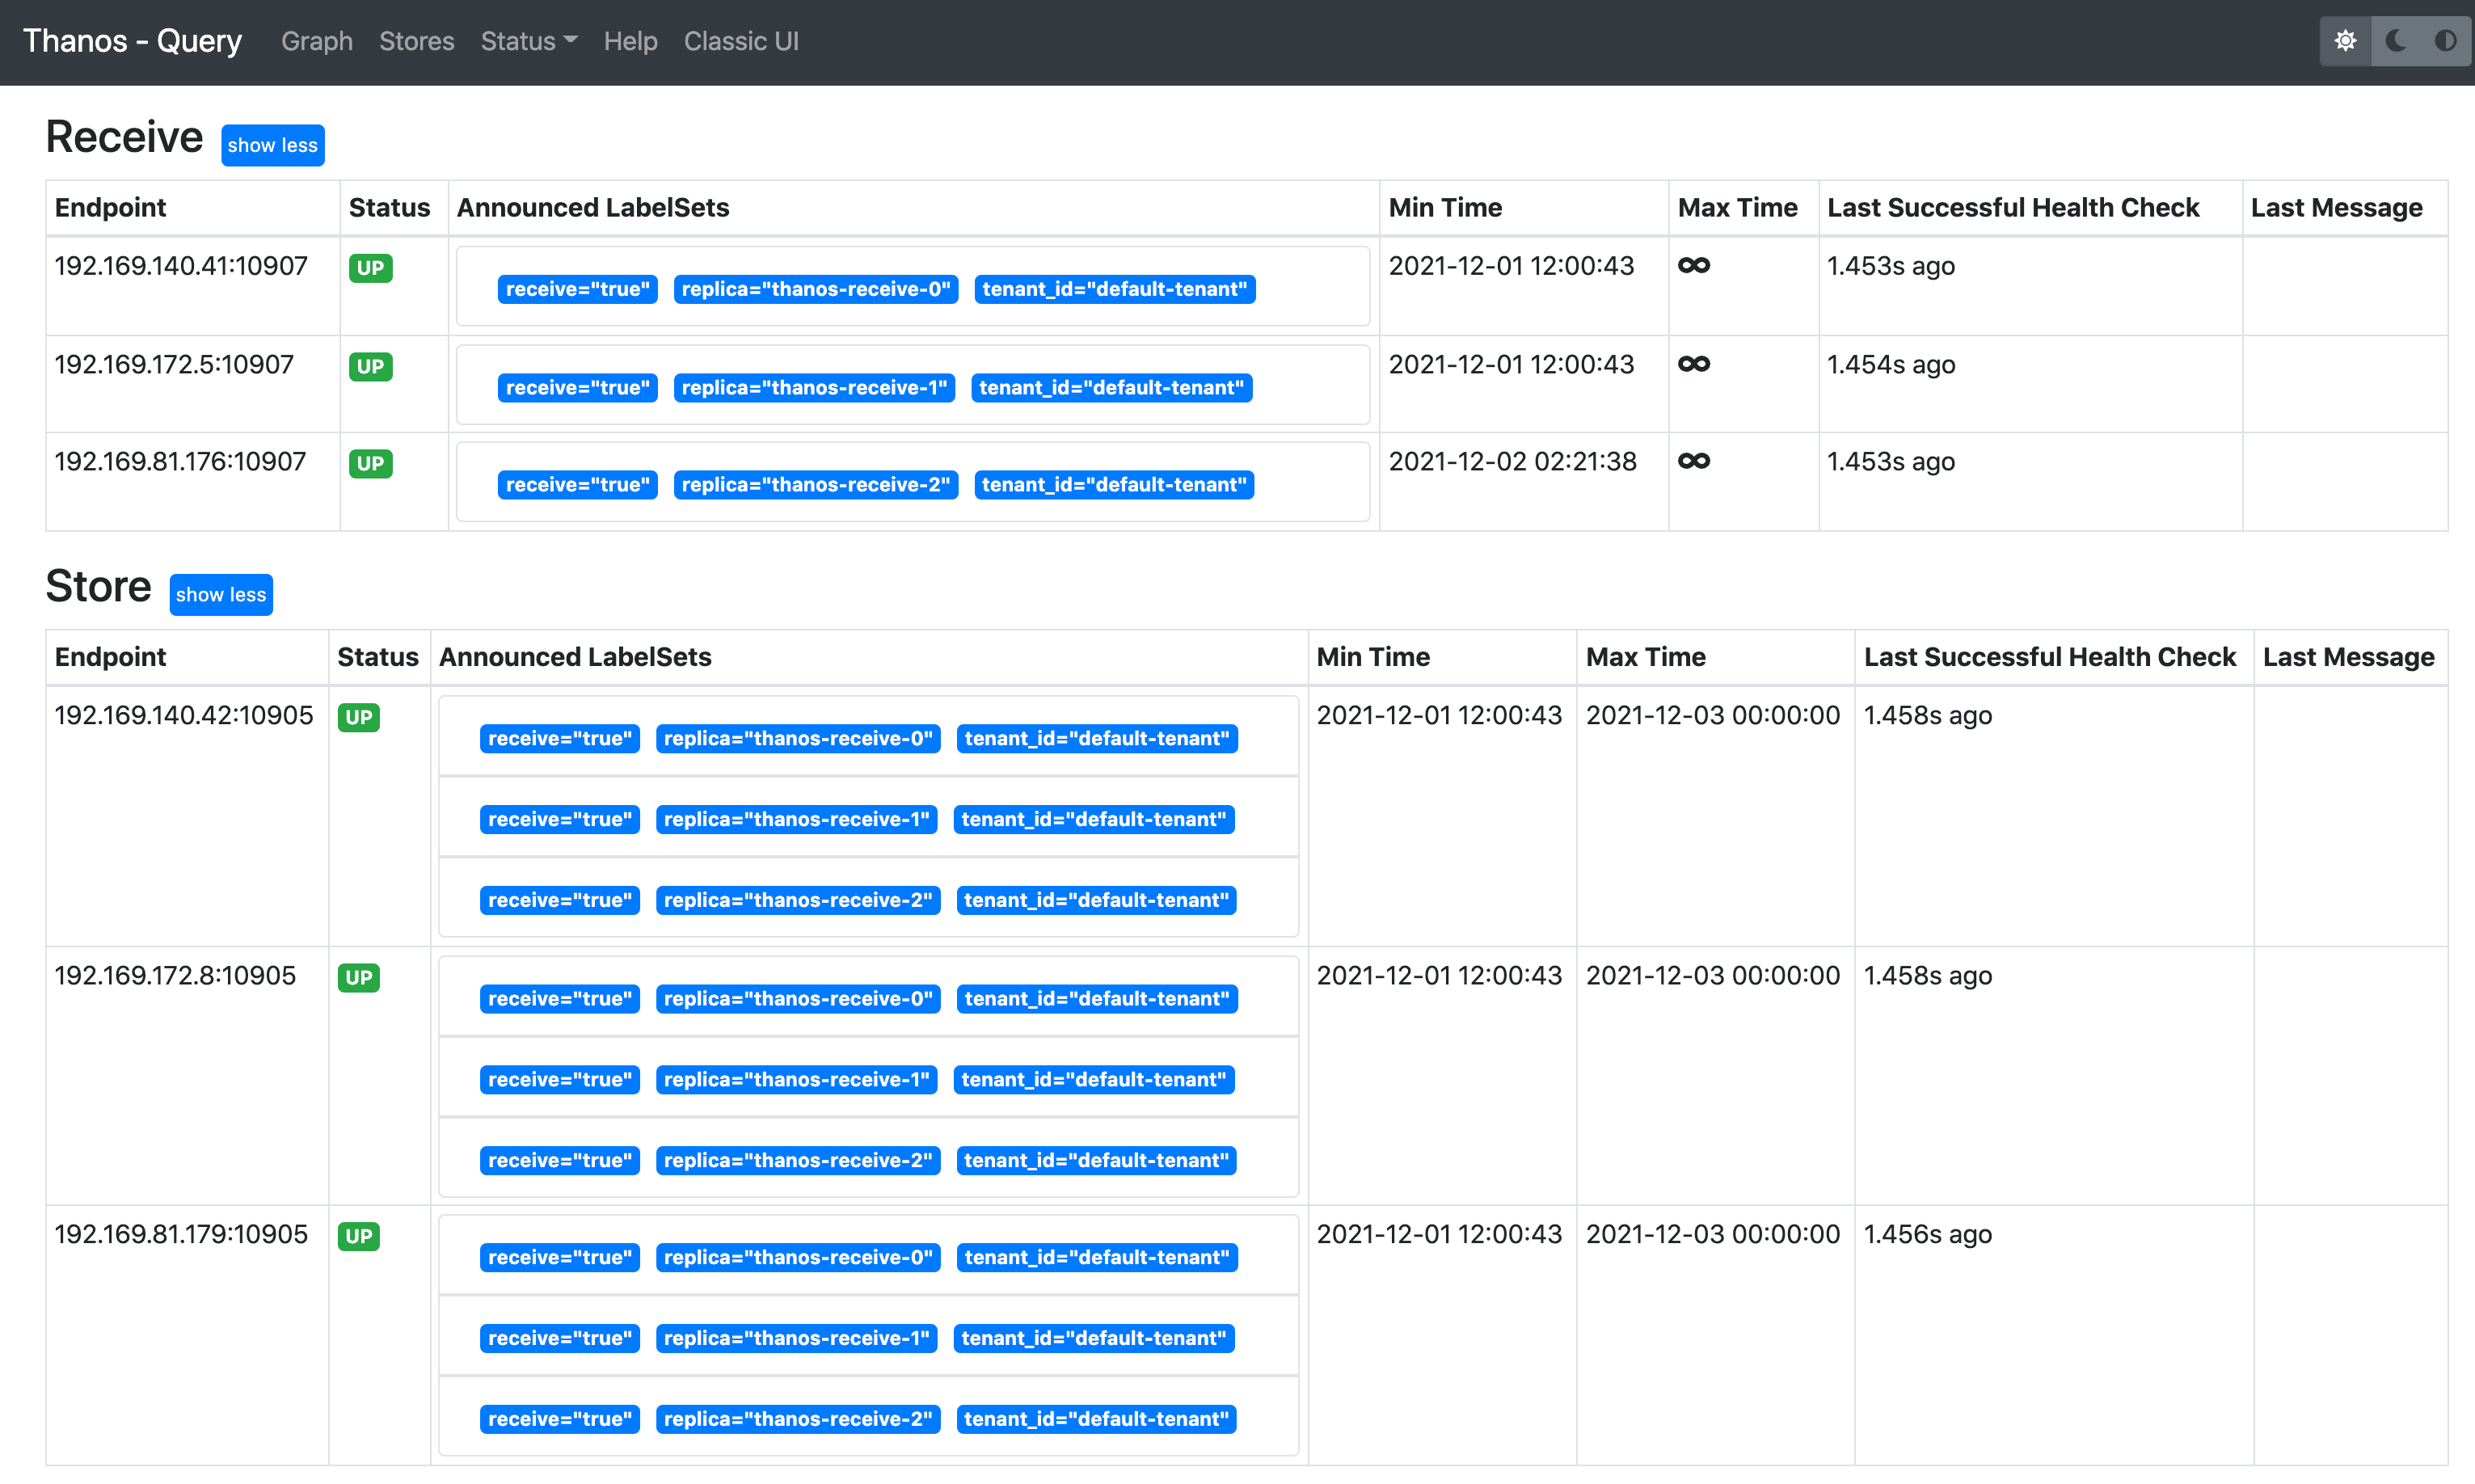 Thanos - Query Graph Stores Status Help Classic UI
Receive show less
Endpoint Status Announced LabelSets Min Time Max Time Last Successful Health Check Last Message
192.169.140.41:10907 UP receive="true" replica="thanos-receive-0" tenant_id="default-tenant" 2021-12-01 12:00:43 ∞ 1.453s ago
192.169.172.5:10907 UP receive="true" replica="thanos-receive-1" tenant_id="default-tenant" 2021-12-01 12:00:43 ∞ 1.454s ago
192.169.81.176:10907 UP receive="true" replica="thanos-receive-2" tenant_id="default-tenant" 2021-12-02 02:21:38 ∞ 1.453s ago
Store show less
Endpoint Status Announced LabelSets Min Time Max Time Last Successful Health Check Last Message
192.169.140.42:10905 UP receive="true" replica="thanos-receive-0" tenant_id="default-tenant" 2021-12-01 12:00:43 2021-12-03 00:00:00 1.458s ago
receive="true" replica="thanos-receive-1" tenant_id="default-tenant"
receive="true" replica="thanos-receive-2" tenant_id="default-tenant"
192.169.172.8:10905 UP receive="true" replica="thanos-receive-0" tenant_id="default-tenant" 2021-12-01 12:00:43 2021-12-03 00:00:00 1.458s ago
receive="true" replica="thanos-receive-1" tenant_id="default-tenant"
receive="true" replica="thanos-receive-2" tenant_id="default-tenant"
192.169.81.179:10905 UP receive="true" replica="thanos-receive-0" tenant_id="default-tenant" 2021-12-01 12:00:43 2021-12-03 00:00:00 1.456s ago
receive="true" replica="thanos-receive-1" tenant_id="default-tenant"
receive="true" replica="thanos-receive-2" tenant_id="default-tenant"